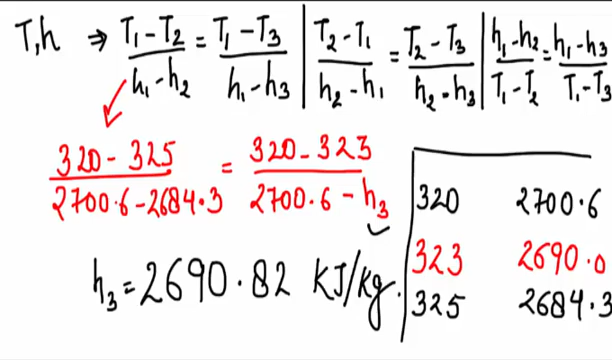 T,h ⇒ T₁-T₂/h₁-h₂ = T₁-T₃/h₁-h₃ | T₂-T₁/h₂-h₁ = T₂-T₃/h₂-h₃ | h₁-h₂/T₁-T₂ = h₁-h₃/T₁-T₃
320-325/2700.6-2684.3 = 320-323/2700.6-h₃
320 2700.6
323 2690.0
h₃=2690.82 KJ/kg.
325 2684.3